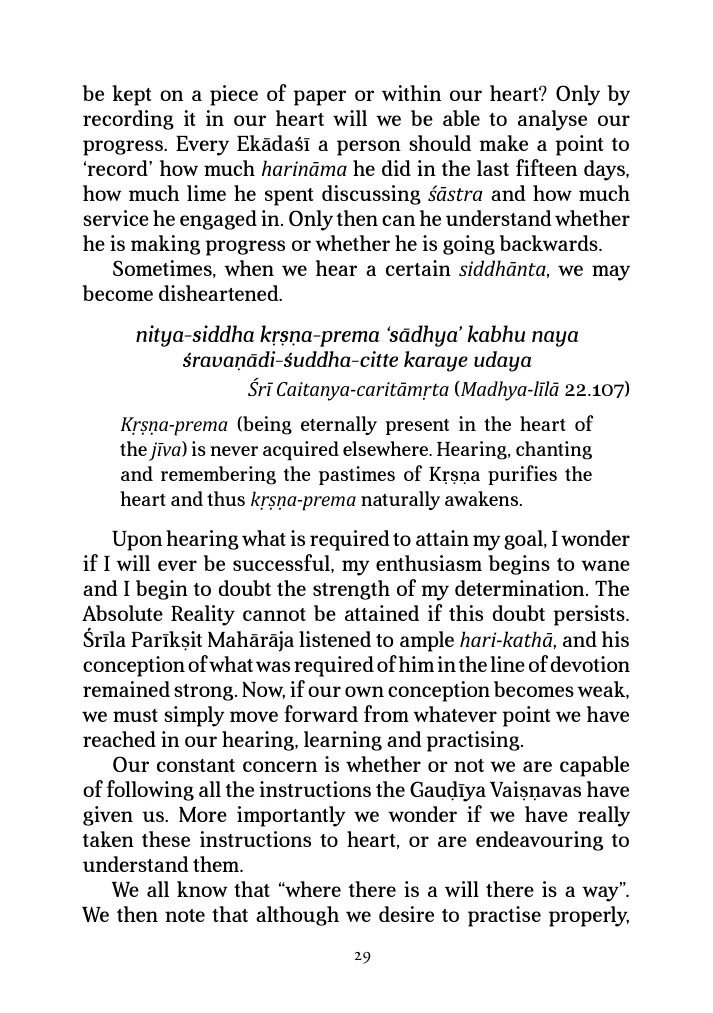 be kept on a piece of paper or within our heart? Only by
recording it in our heart will we be able to analyse our
progress. Every Ekādaśī a person should make a point to
‘record’ how much harināma he did in the last fifteen days,
how much lime he spent discussing śāstra and how much
service he engaged in. Only then can he understand whether
he is making progress or whether he is going backwards.
Sometimes, when we hear a certain siddhānta, we may
become disheartened.
nitya-siddha kṛṣṇa-prema ‘sādhya’ kabhu naya
śravaṇādi-śuddha-citte karaye udaya
Śrī Caitanya-caritāmṛta (Madhya-līlā 22.107)
Kṛṣṇa-prema (being eternally present in the heart of
the jīva) is never acquired elsewhere. Hearing, chanting
and remembering the pastimes of Kṛṣṇa purifies the
heart and thus kṛṣṇa-prema naturally awakens.
Upon hearing what is required to attain my goal, I wonder
if I will ever be successful, my enthusiasm begins to wane
and I begin to doubt the strength of my determination. The
Absolute Reality cannot be attained if this doubt persists.
Śrīla Parīkṣit Mahārāja listened to ample hari-kathā, and his
conception of what was required of him in the line of devotion
remained strong. Now, if our own conception becomes weak,
we must simply move forward from whatever point we have
reached in our hearing, learning and practising.
Our constant concern is whether or not we are capable
of following all the instructions the Gauḍīya Vaiṣṇavas have
given us. More importantly we wonder if we have really
taken these instructions to heart, or are endeavouring to
understand them.
We all know that “where there is a will there is a way”.
We then note that although we desire to practise properly,
29